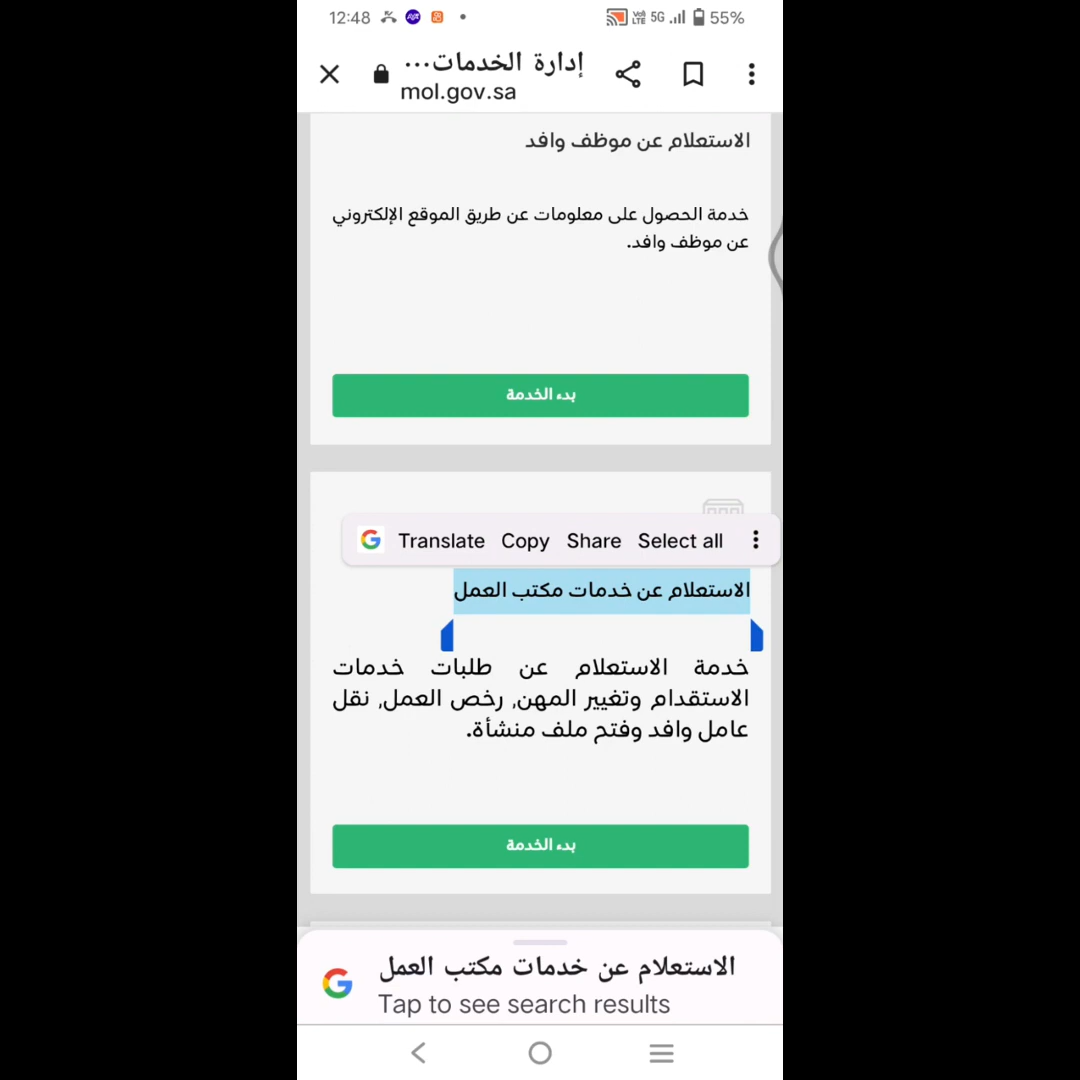 12:48 Vo) LTE 5G 55%
إدارة الخدمات...
mol.gov.sa
الاستعلام عن موظف وافد
خدمة الحصول على معلومات عن طريق الموقع الإلكتروني
عن موظف وافد.
بدء الخدمة
Translate Copy Share Select all
الاستعلام عن خدمات مكتب العمل
خدمة الاستعلام عن طلبات خدمات
الاستقدام وتغيير المهن, رخص العمل, نقل
عامل وافد وفتح ملف منشأة.
بدء الخدمة
الاستعلام عن خدمات مكتب العمل
Tap to see search results